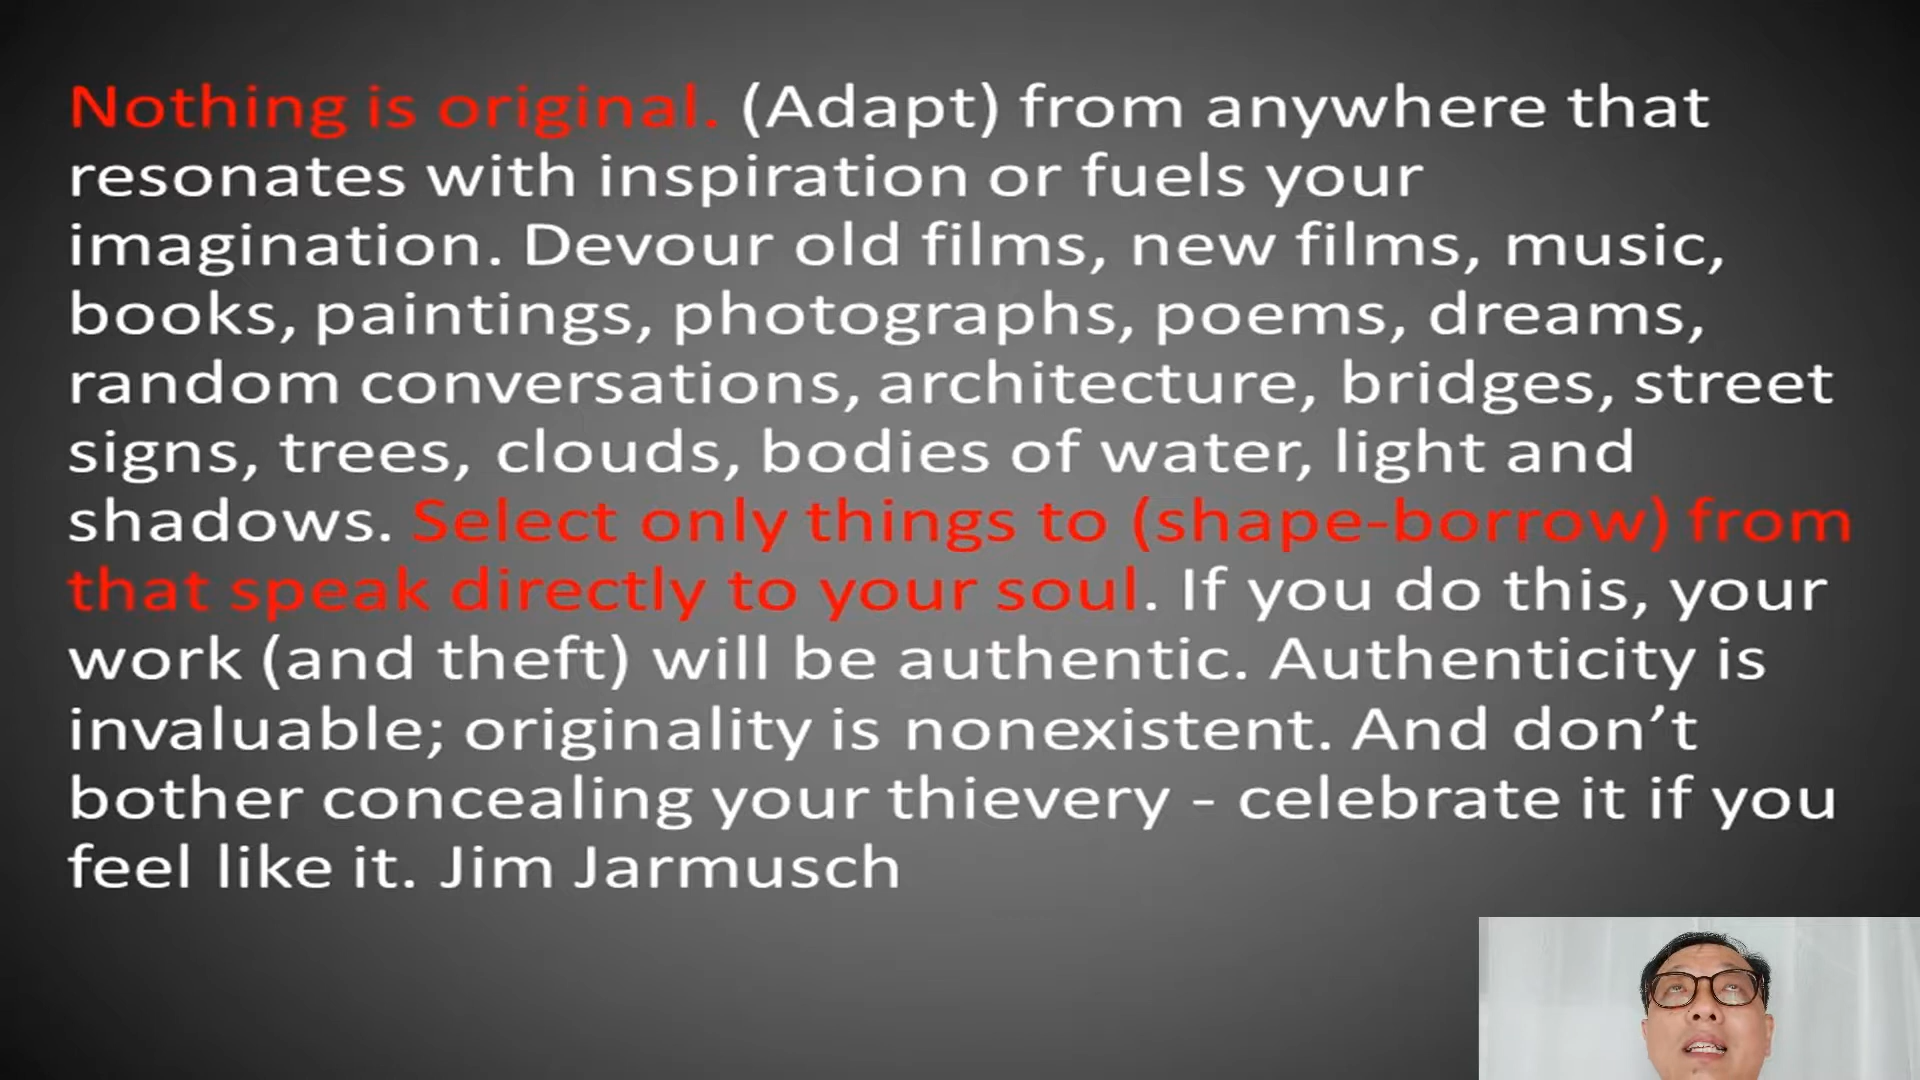 Nothing is original. (Adapt) from anywhere that
resonates with inspiration or fuels your
imagination. Devour old films, new films, music,
books, paintings, photographs, poems, dreams,
random conversations, architecture, bridges, street
signs, trees, clouds, bodies of water, light and
shadows. Select only things to (shape-borrow) from
that speak directly to your soul. If you do this, your
work (and theft) will be authentic. Authenticity is
invaluable; originality is nonexistent. And don’t
bother concealing your thievery - celebrate it if you
feel like it. Jim Jarmusch